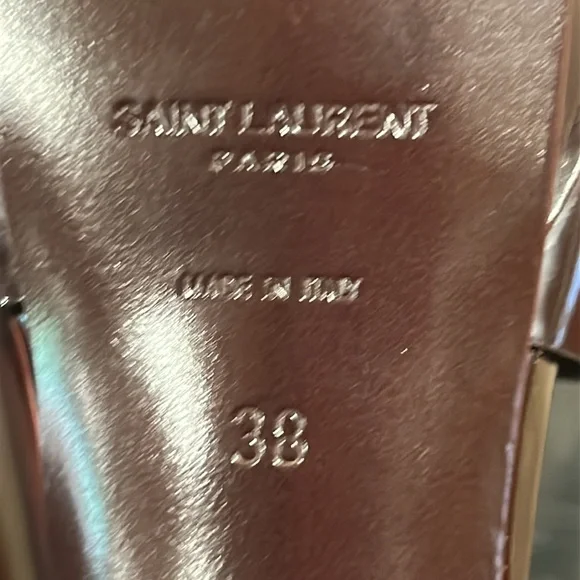 SAINT LAURENT
PARIS
MADE IN ITALY
38